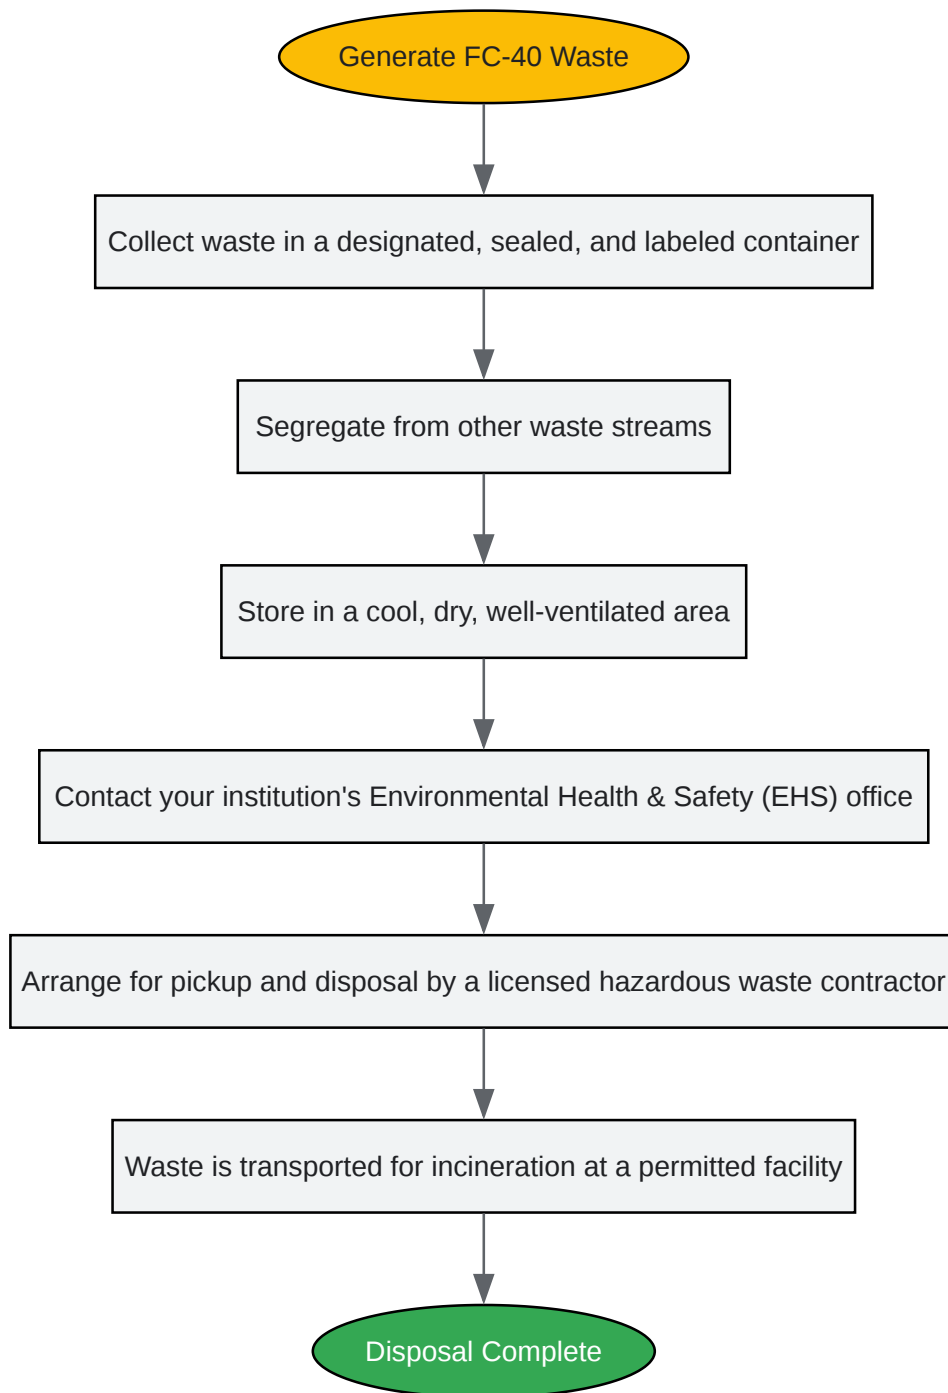 Generate FC-40 Waste
Collect waste in a designated, sealed, and labeled container
Segregate from other waste streams
Store in a cool, dry, well-ventilated area
Contact your institution's Environmental Health & Safety (EHS) office
Arrange for pickup and disposal by a licensed hazardous waste contractor
Waste is transported for incineration at a permitted facility
Disposal Complete